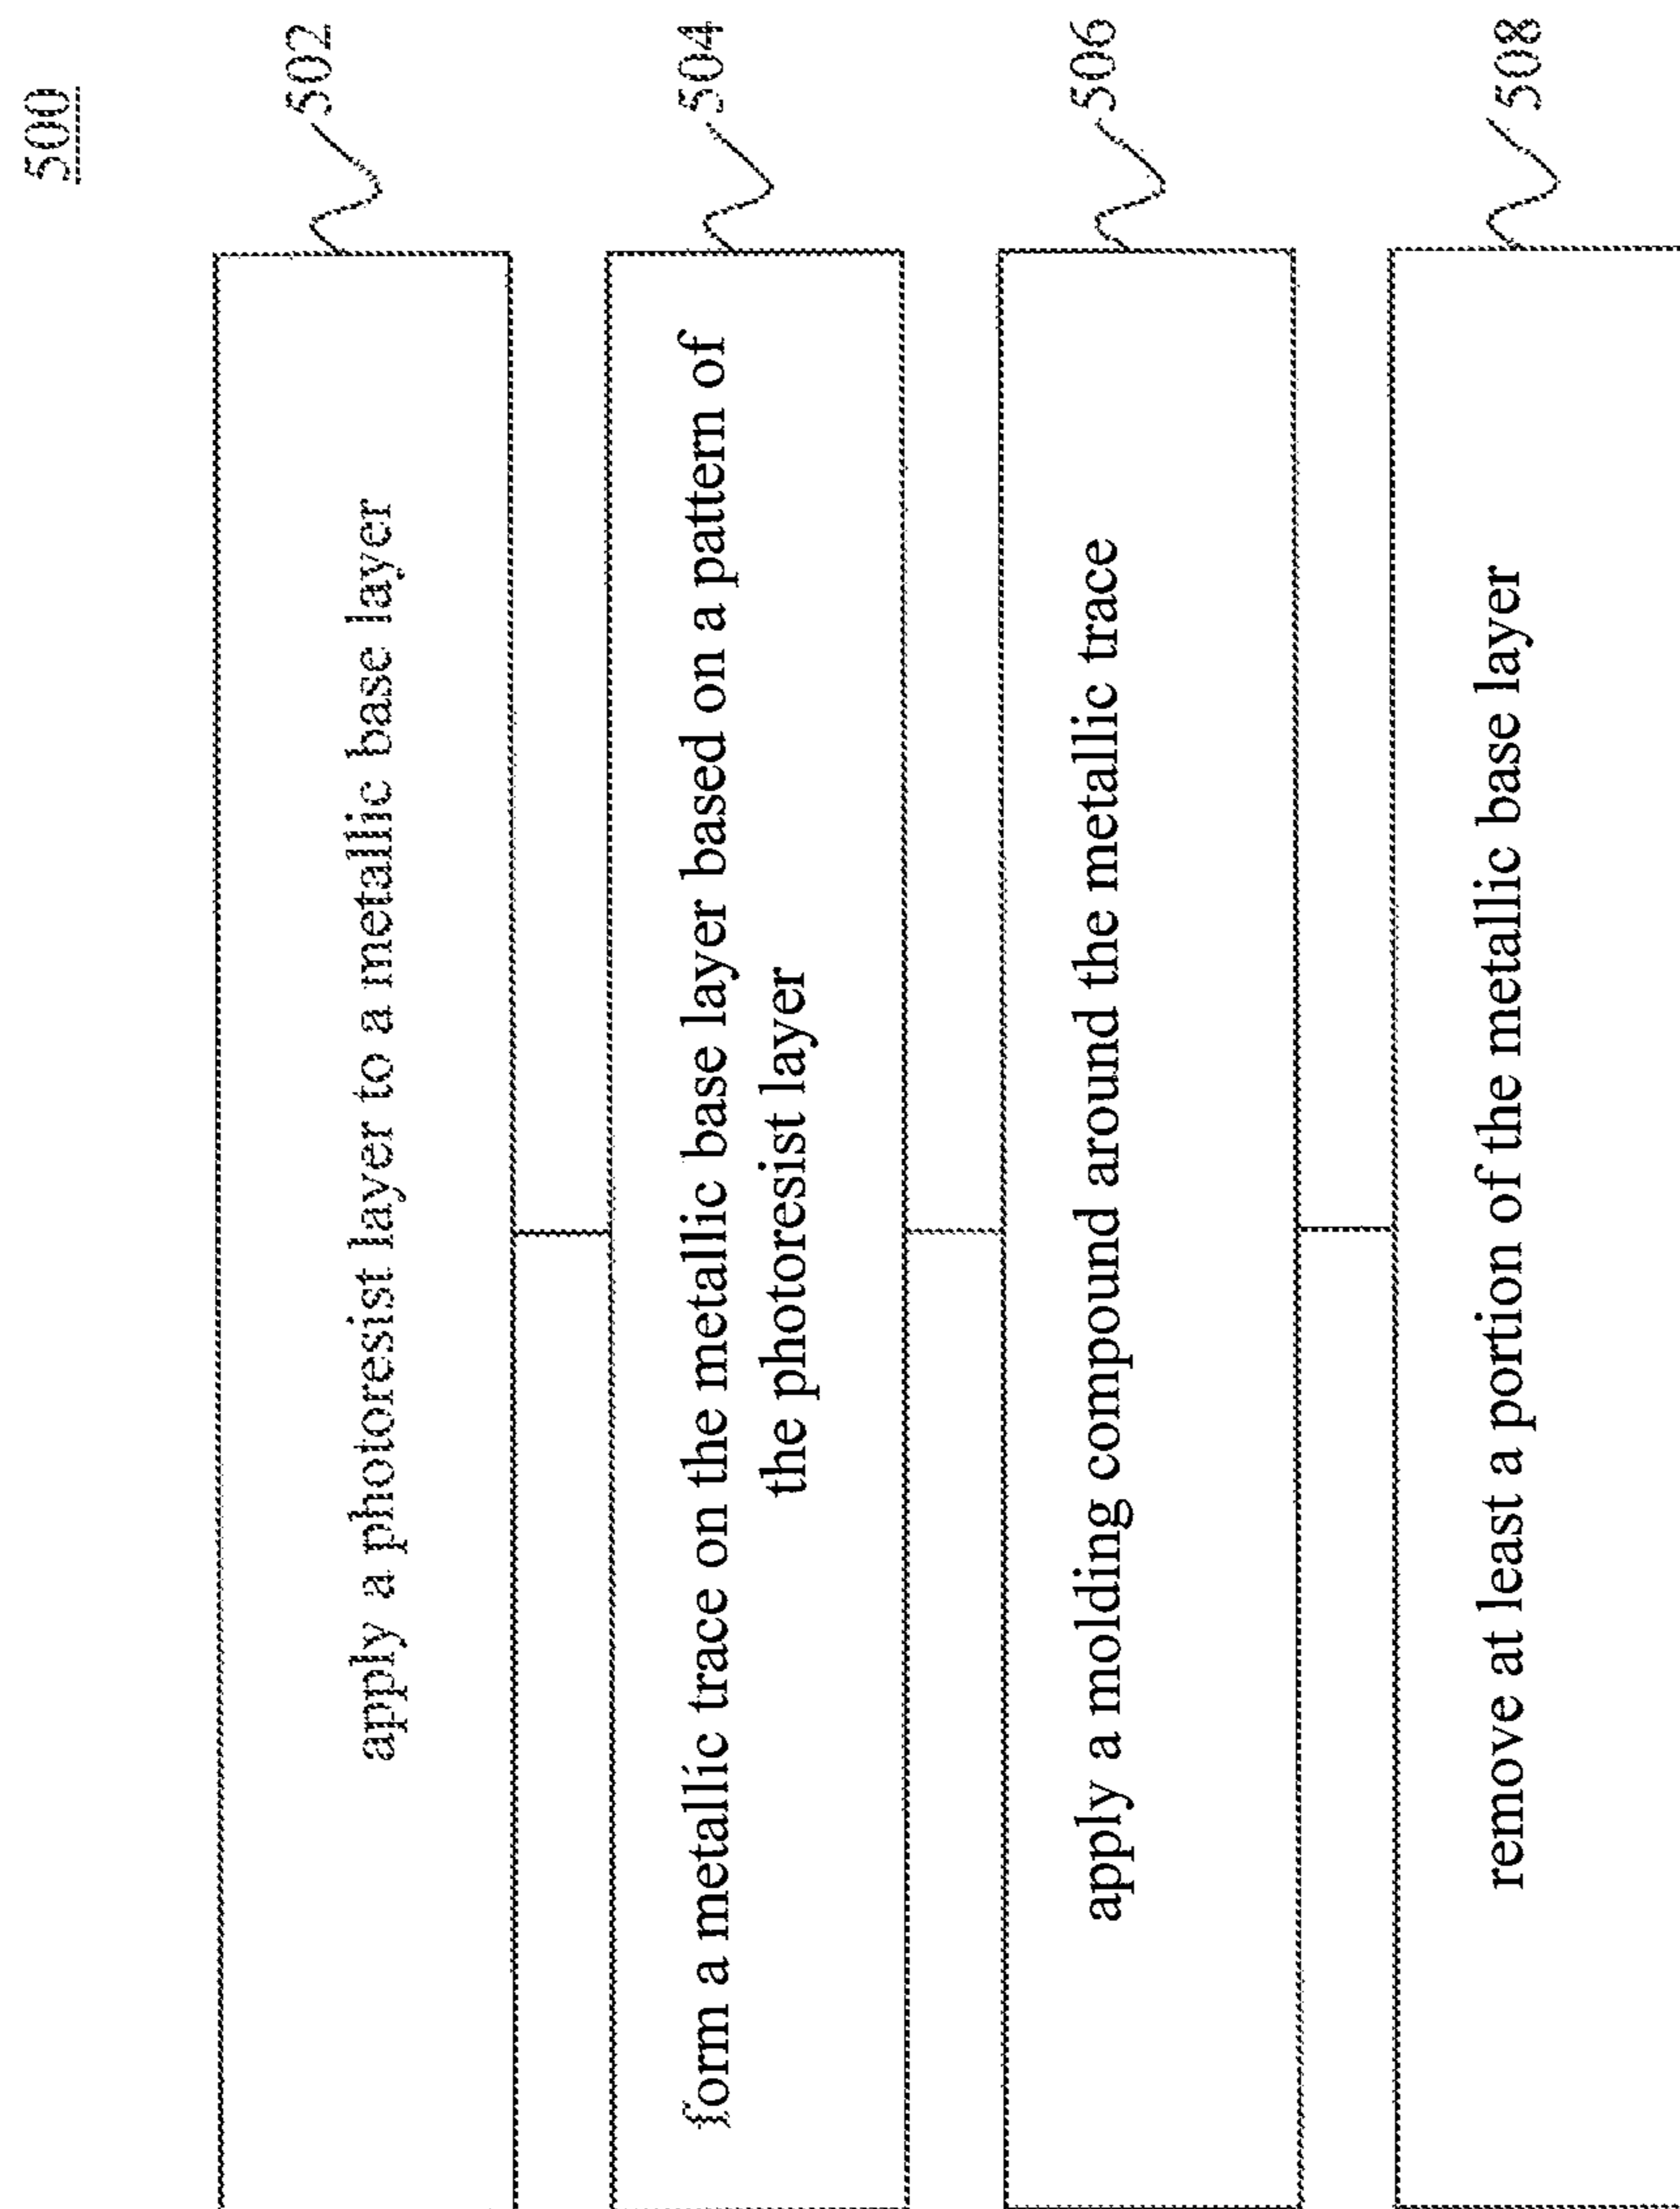 500
apply a photoresist layer to a metallic base layer
502
form a metallic trace on the metallic base layer based on a pattern of
the photoresist layer
504
apply a molding compound around the metallic trace
506
remove at least a portion of the metallic base layer
508